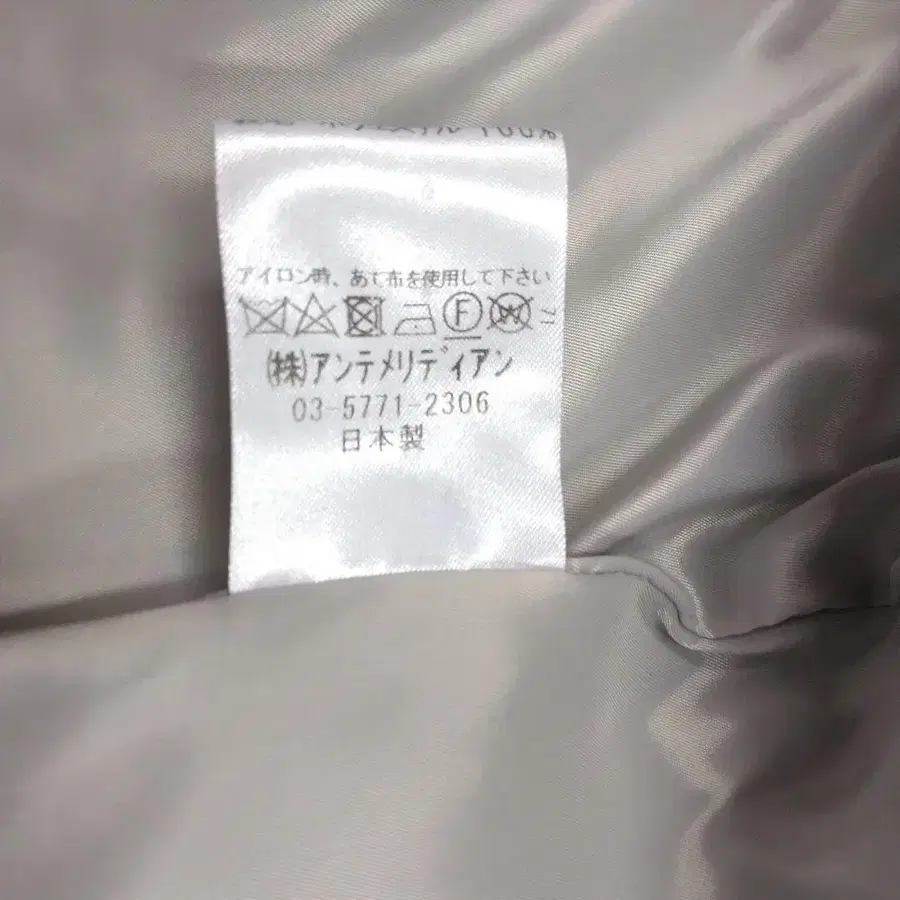 100%
アイロン時、あて布を使用して下さい
F W
㈱アンテメリディアン
03-5771-2306
日本製